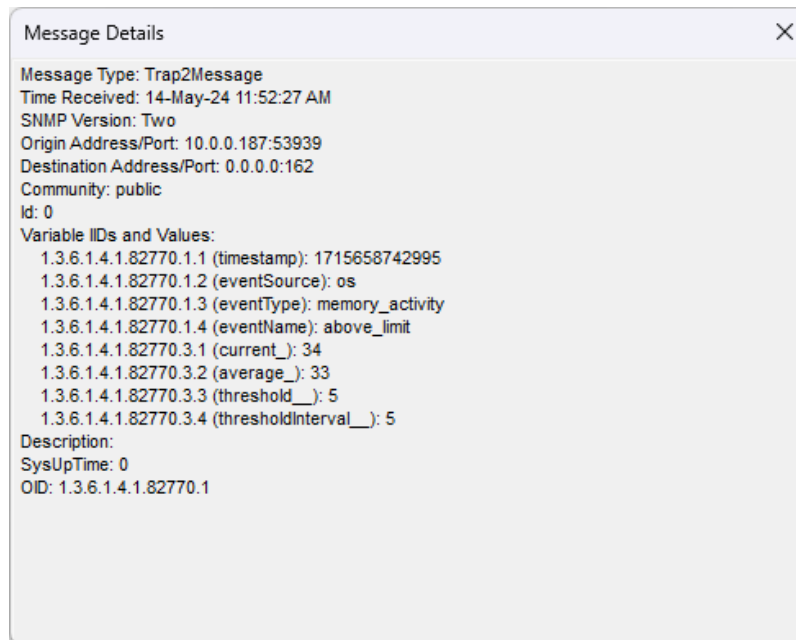 Message Details
Message Type: Trap2Message
Time Received: 14-May-24 11:52:27 AM
SNMP Version: Two
Origin Address/Port: 10.0.0.187:53939
Destination Address/Port: 0.0.0.0:162
Community: public
Id: 0
Variable IIDs and Values:
1.3.6.1.4.1.82770.1.1 (timestamp): 1715658742995
1.3.6.1.4.1.82770.1.2 (eventSource): os
1.3.6.1.4.1.82770.1.3 (eventType): memory_activity
1.3.6.1.4.1.82770.1.4 (eventName): above_limit
1.3.6.1.4.1.82770.3.1 (current_): 34
1.3.6.1.4.1.82770.3.2 (average_): 33
1.3.6.1.4.1.82770.3.3 (threshold__): 5
1.3.6.1.4.1.82770.3.4 (thresholdInterval__): 5
Description:
SysUpTime: 0
OID: 1.3.6.1.4.1.82770.1